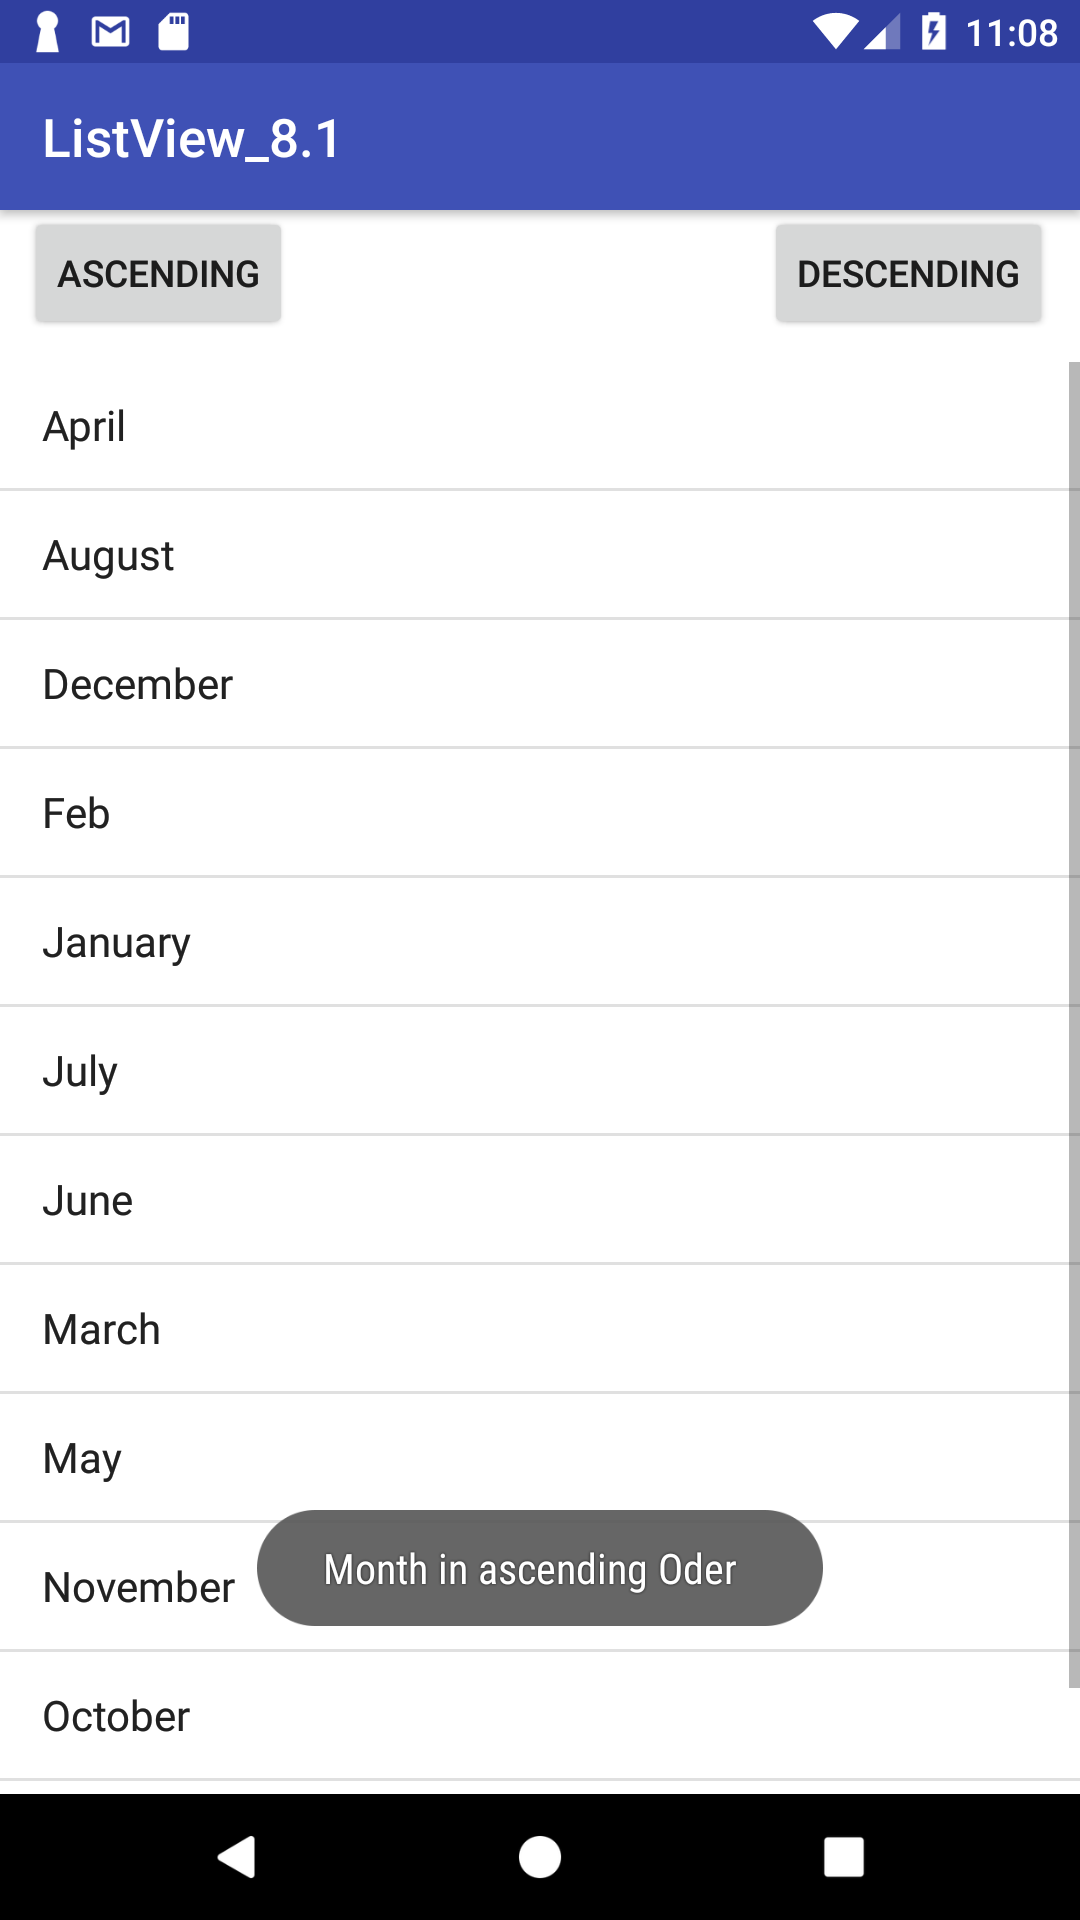 11:08
ListView_8.1
ASCENDING
DESCENDING
April
August
December
Feb
January
July
June
March
May
November
Month in ascending Oder
October